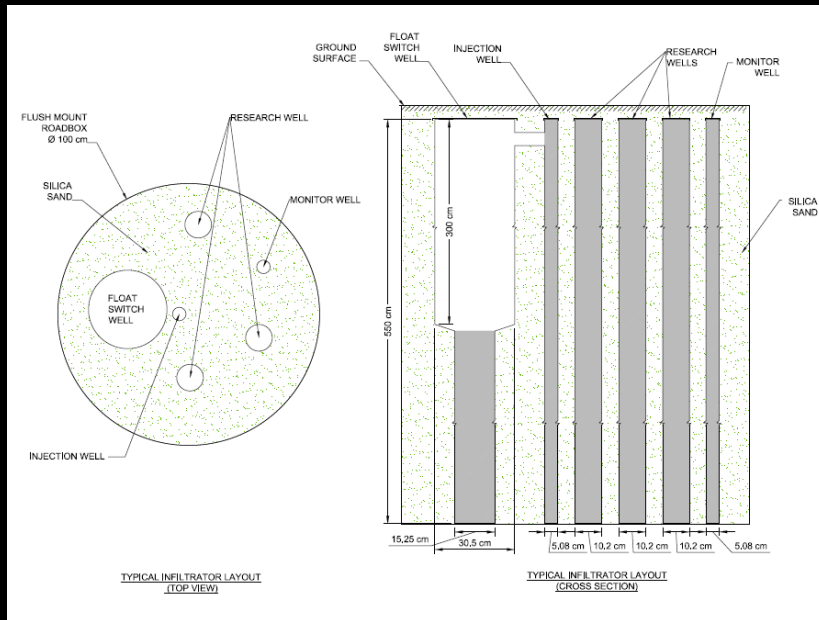 FLUSH MOUNT
ROADBOX
Ø 100 cm
SILICA
SAND
RESEARCH WELL
MONITOR WELL
FLOAT
SWITCH
WELL
INJECTION WELL
TYPICAL INFILTRATOR LAYOUT
(TOP VIEW)
GROUND
SURFACE
FLOAT
SWITCH
WELL
INJECTION
WELL
RESEARCH
WELLS
MONITOR
WELL
SILICA
SAND
300 cm
550 cm
15,25 cm
30,5 cm
5,08 cm
10,2 cm
10,2 cm
10,2 cm
5,08 cm
TYPICAL INFILTRATOR LAYOUT
(CROSS SECTION)